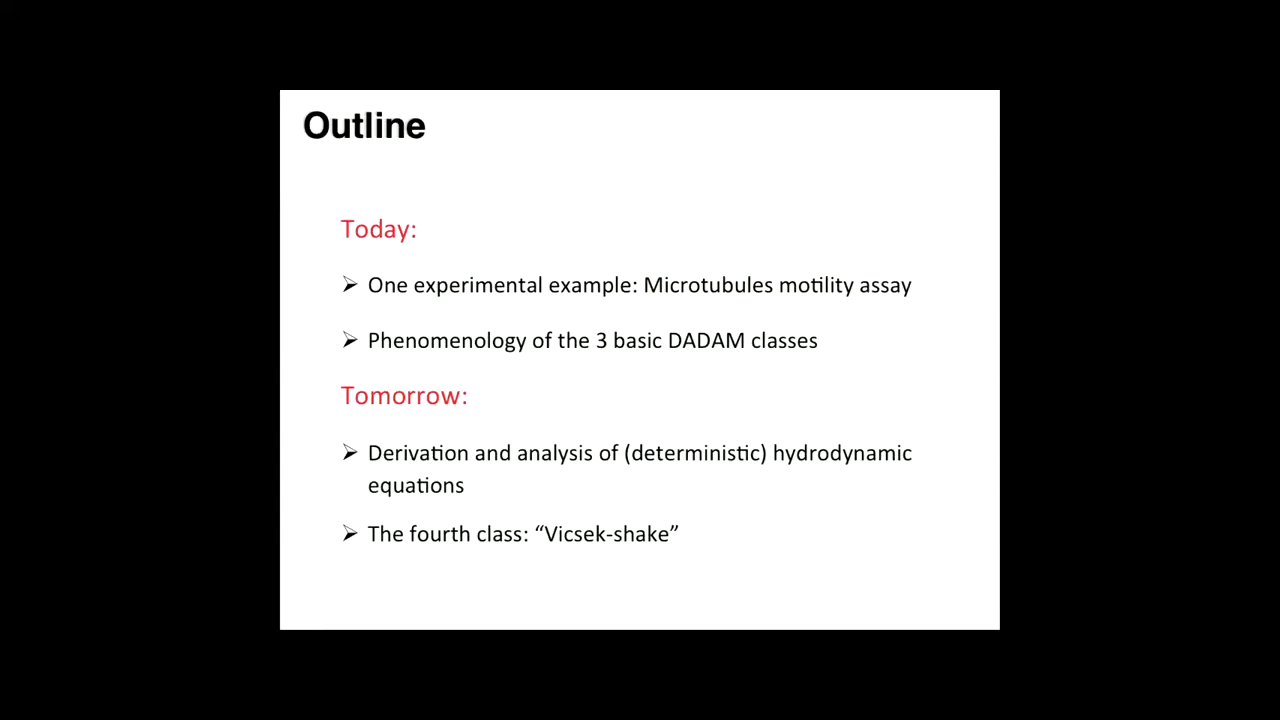 Outline
Today:
➢ One experimental example: Microtubules motility assay
➢ Phenomenology of the 3 basic DADAM classes
Tomorrow:
➢ Derivation and analysis of (deterministic) hydrodynamic
equations
➢ The fourth class: “Vicsek-shake”